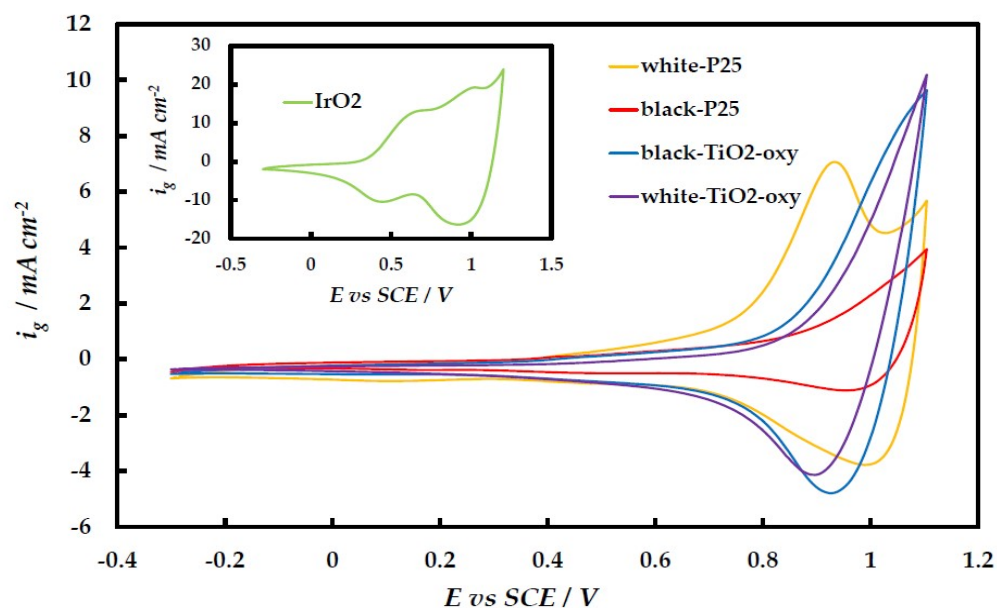 12
10
8
6
4
2
0
-2
-4
-6
-0.4 -0.2 0 0.2 0.4 0.6 0.8 1 1.2
i_g / mA cm-2
E vs SCE / V
30
20
10
0
-10
-20
-0.5 0 0.5 1 1.5
i_g / mA cm-2
E vs SCE / V
IrO2
white-P25
black-P25
black-TiO2-oxy
white-TiO2-oxy